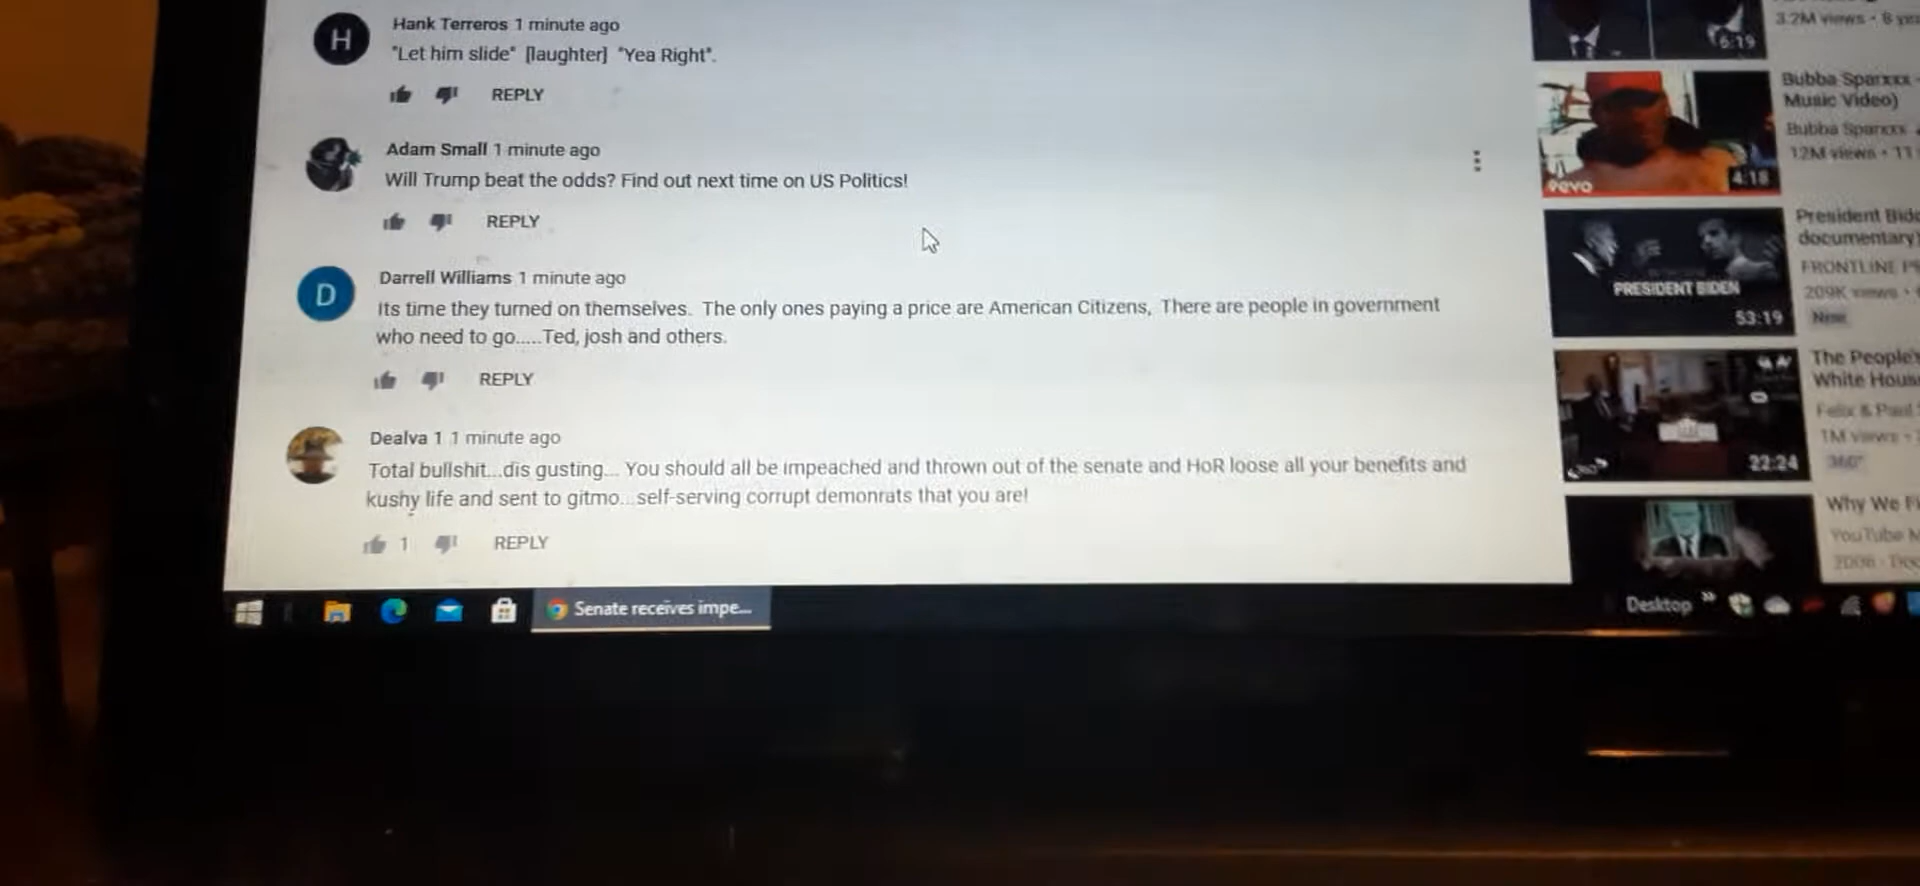 H
Hank Terreros 1 minute ago
"Let him slide" [laughter] "Yea Right".
REPLY
Adam Small 1 minute ago
Will Trump beat the odds? Find out next time on US Politics!
REPLY
D
Darrell Williams 1 minute ago
Its time they turned on themselves. The only ones paying a price are American Citizens, There are people in government
who need to go.....Ted, josh and others.
REPLY
Dealva 1 1 minute ago
Total bullshit...dis gusting... You should all be impeached and thrown out of the senate and HoR loose all your benefits and
kushy life and sent to gitmo...self-serving corrupt demonrats that you are!
1 REPLY
3.2M views •
6:19
Bubba Sparxxx -
Music Video)
Bubba Sparxxx
12M views • 11
vevo
4:18
President Bide
documentary)
FRONTLINE
209K views •
New
PRESIDENT BIDEN
53:19
The People's
White Hous
Felix & Paul
1M views •
360°
22:24
Why We Fi
YouTube M
2006 •
Senate receives impe...
Desktop